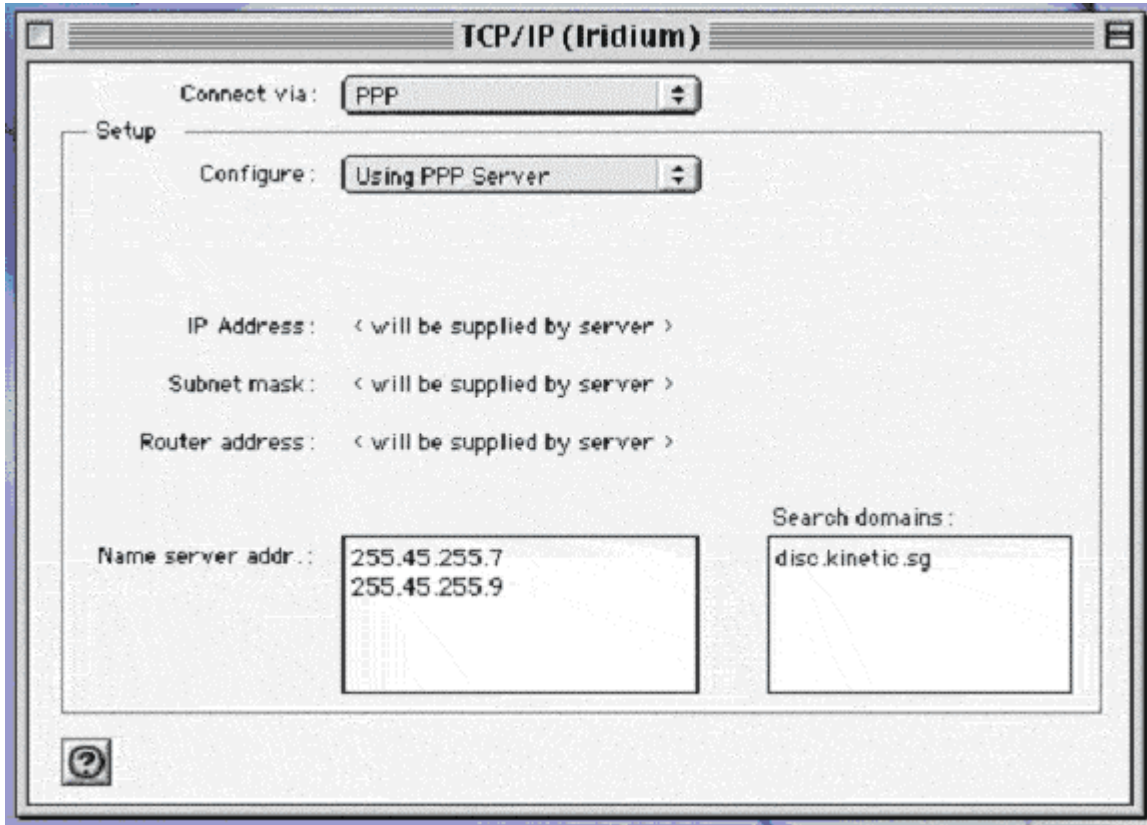 TCP/IP (Iridium)
Connect via: PPP
Setup
Configure: Using PPP Server
IP Address: < will be supplied by server >
Subnet mask: < will be supplied by server >
Router address: < will be supplied by server >
Search domains:
Name server addr.: 255.45.255.7 disc.kinetic.sg
255.45.255.9
?